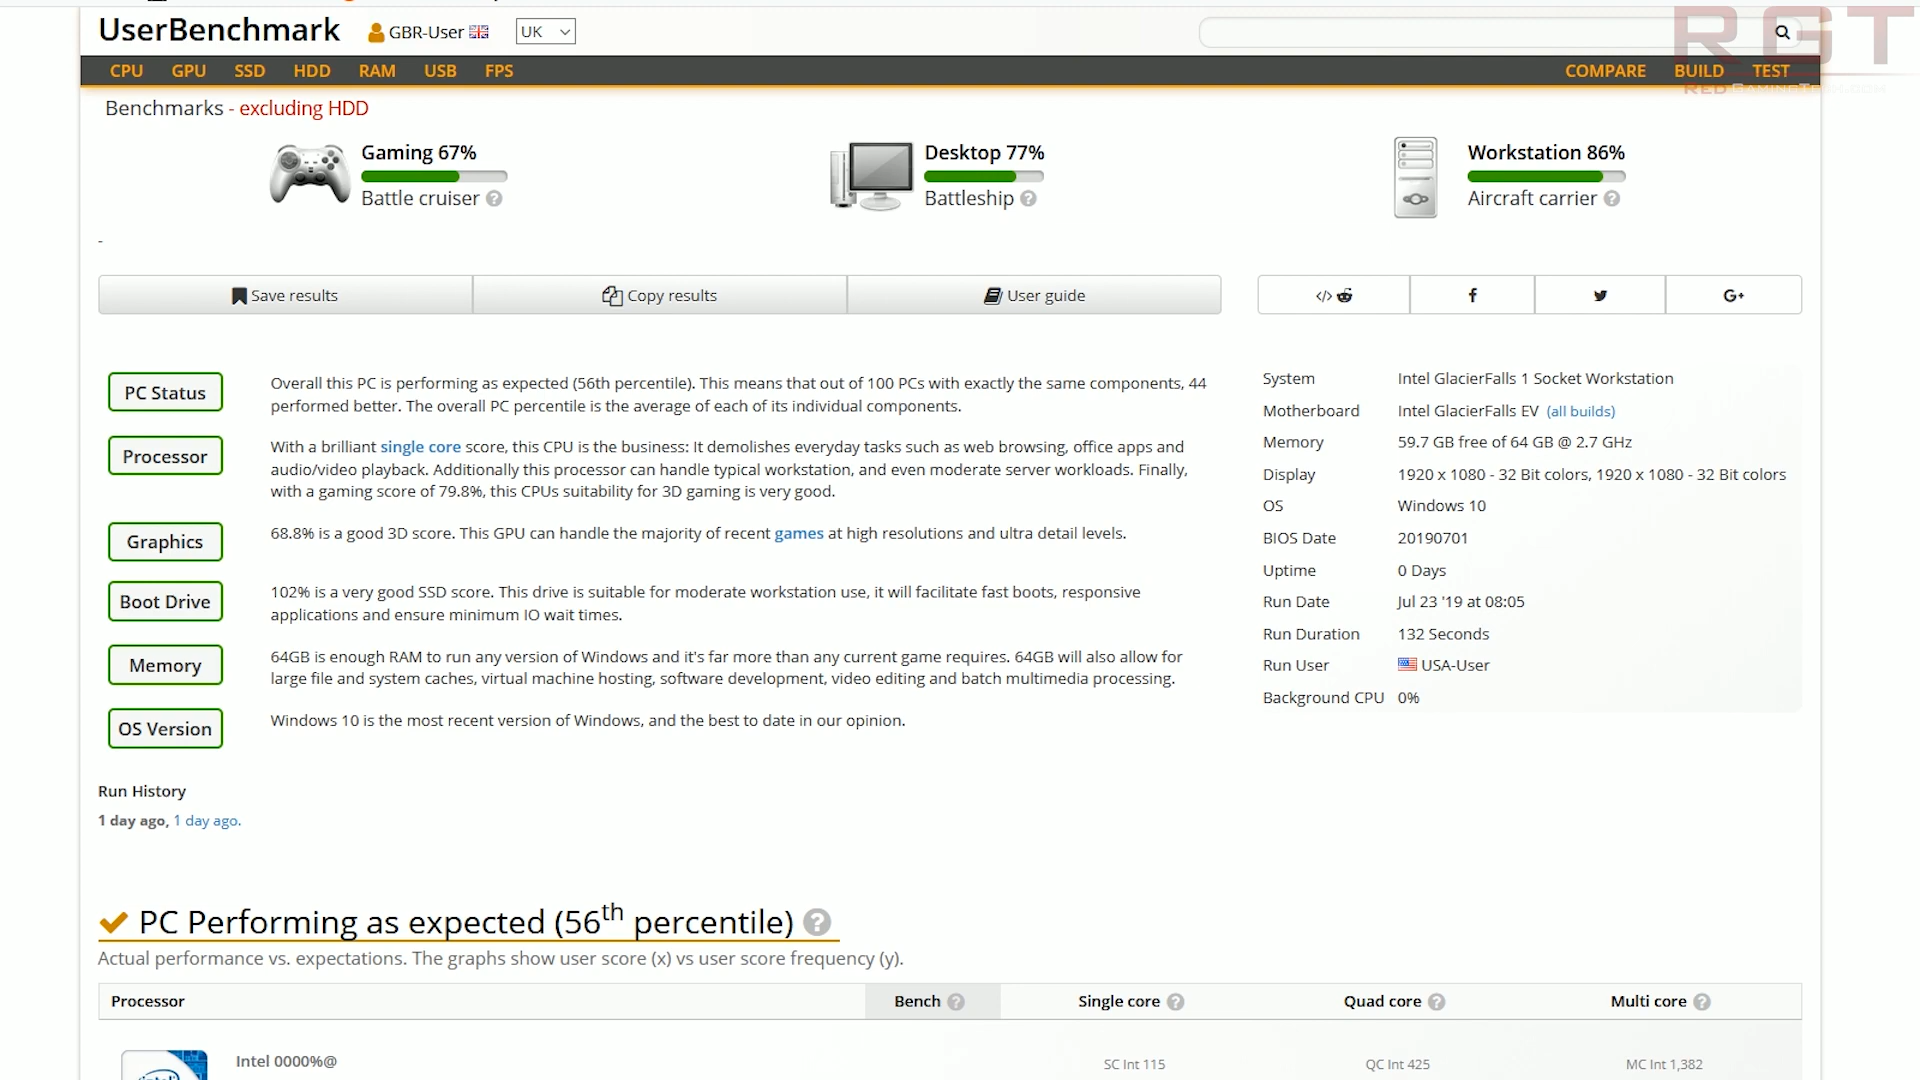 UserBenchmark
GBR-User
UK
RGT
CPU GPU SSD HDD RAM USB FPS
COMPARE BUILD TEST
Benchmarks - excluding HDD
Gaming 67%
Battle cruiser
Desktop 77%
Battleship
Workstation 86%
Aircraft carrier
-
Save results
Copy results
User guide
PC Status
Overall this PC is performing as expected (56th percentile). This means that out of 100 PCs with exactly the same components, 44
performed better. The overall PC percentile is the average of each of its individual components.
Processor
With a brilliant single core score, this CPU is the business: It demolishes everyday tasks such as web browsing, office apps and
audio/video playback. Additionally this processor can handle typical workstation, and even moderate server workloads. Finally,
with a gaming score of 79.8%, this CPUs suitability for 3D gaming is very good.
Graphics
68.8% is a good 3D score. This GPU can handle the majority of recent games at high resolutions and ultra detail levels.
Boot Drive
102% is a very good SSD score. This drive is suitable for moderate workstation use, it will facilitate fast boots, responsive
applications and ensure minimum IO wait times.
Memory
64GB is enough RAM to run any version of Windows and it's far more than any current game requires. 64GB will also allow for
large file and system caches, virtual machine hosting, software development, video editing and batch multimedia processing.
OS Version
Windows 10 is the most recent version of Windows, and the best to date in our opinion.
System Intel GlacierFalls 1 Socket Workstation
Motherboard Intel GlacierFalls EV (all builds)
Memory 59.7 GB free of 64 GB @ 2.7 GHz
Display 1920 x 1080 - 32 Bit colors, 1920 x 1080 - 32 Bit colors
OS Windows 10
BIOS Date 20190701
Uptime 0 Days
Run Date Jul 23 '19 at 08:05
Run Duration 132 Seconds
Run User USA-User
Background CPU 0%
Run History
1 day ago, 1 day ago.
PC Performing as expected (56th percentile)
Actual performance vs. expectations. The graphs show user score (x) vs user score frequency (y).
Processor Bench Single core Quad core Multi core
Intel 0000%@
SC Int 115 QC Int 425 MC Int 1,382